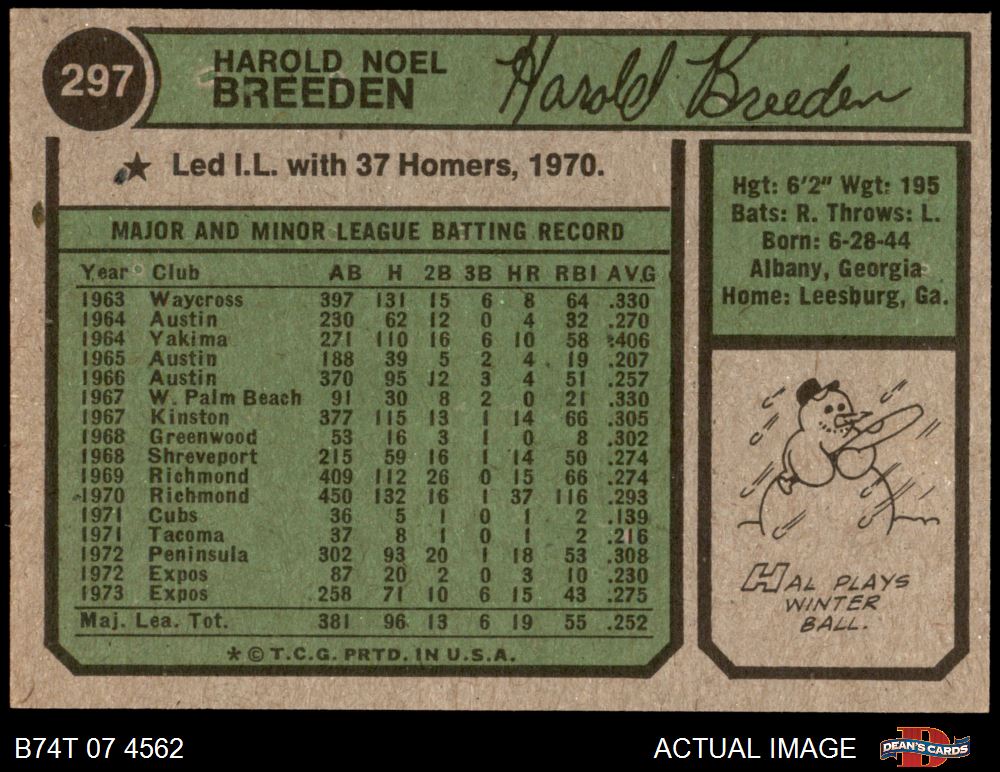 297
HAROLD NOEL
BREEDEN
Harold Breeden
★ Led I.L. with 37 Homers, 1970.
MAJOR AND MINOR LEAGUE BATTING RECORD
Year Club AB H 2B 3B HR RBI AVG
1963 Waycross 397 131 15 6 8 64 .330
1964 Austin 230 62 12 0 4 32 .270
1964 Yakima 271 110 16 6 10 58 .406
1965 Austin 188 39 5 2 4 19 .207
1966 Austin 370 95 12 3 4 51 .257
1967 W. Palm Beach 91 30 8 2 0 21 .330
1967 Kinston 377 115 13 1 14 66 .305
1968 Greenwood 53 16 3 1 0 8 .302
1968 Shreveport 215 59 16 1 14 50 .274
1969 Richmond 409 112 26 0 15 66 .274
1970 Richmond 450 132 16 1 37 116 .293
1971 Cubs 36 5 1 0 1 2 .139
1971 Tacoma 37 8 1 0 1 2 .216
1972 Peninsula 302 93 20 1 18 53 .308
1972 Expos 87 20 2 0 3 10 .230
1973 Expos 258 71 10 6 15 43 .275
Maj. Lea. Tot. 381 96 13 6 19 55 .252
* © T.C.G. PRTD. IN U.S.A.
Hgt: 6'2" Wgt: 195
Bats: R. Throws: L.
Born: 6-28-44
Albany, Georgia
Home: Leesburg, Ga.
HAL PLAYS
WINTER
BALL.
B74T 07 4562
ACTUAL IMAGE
DEAN'S CARDS